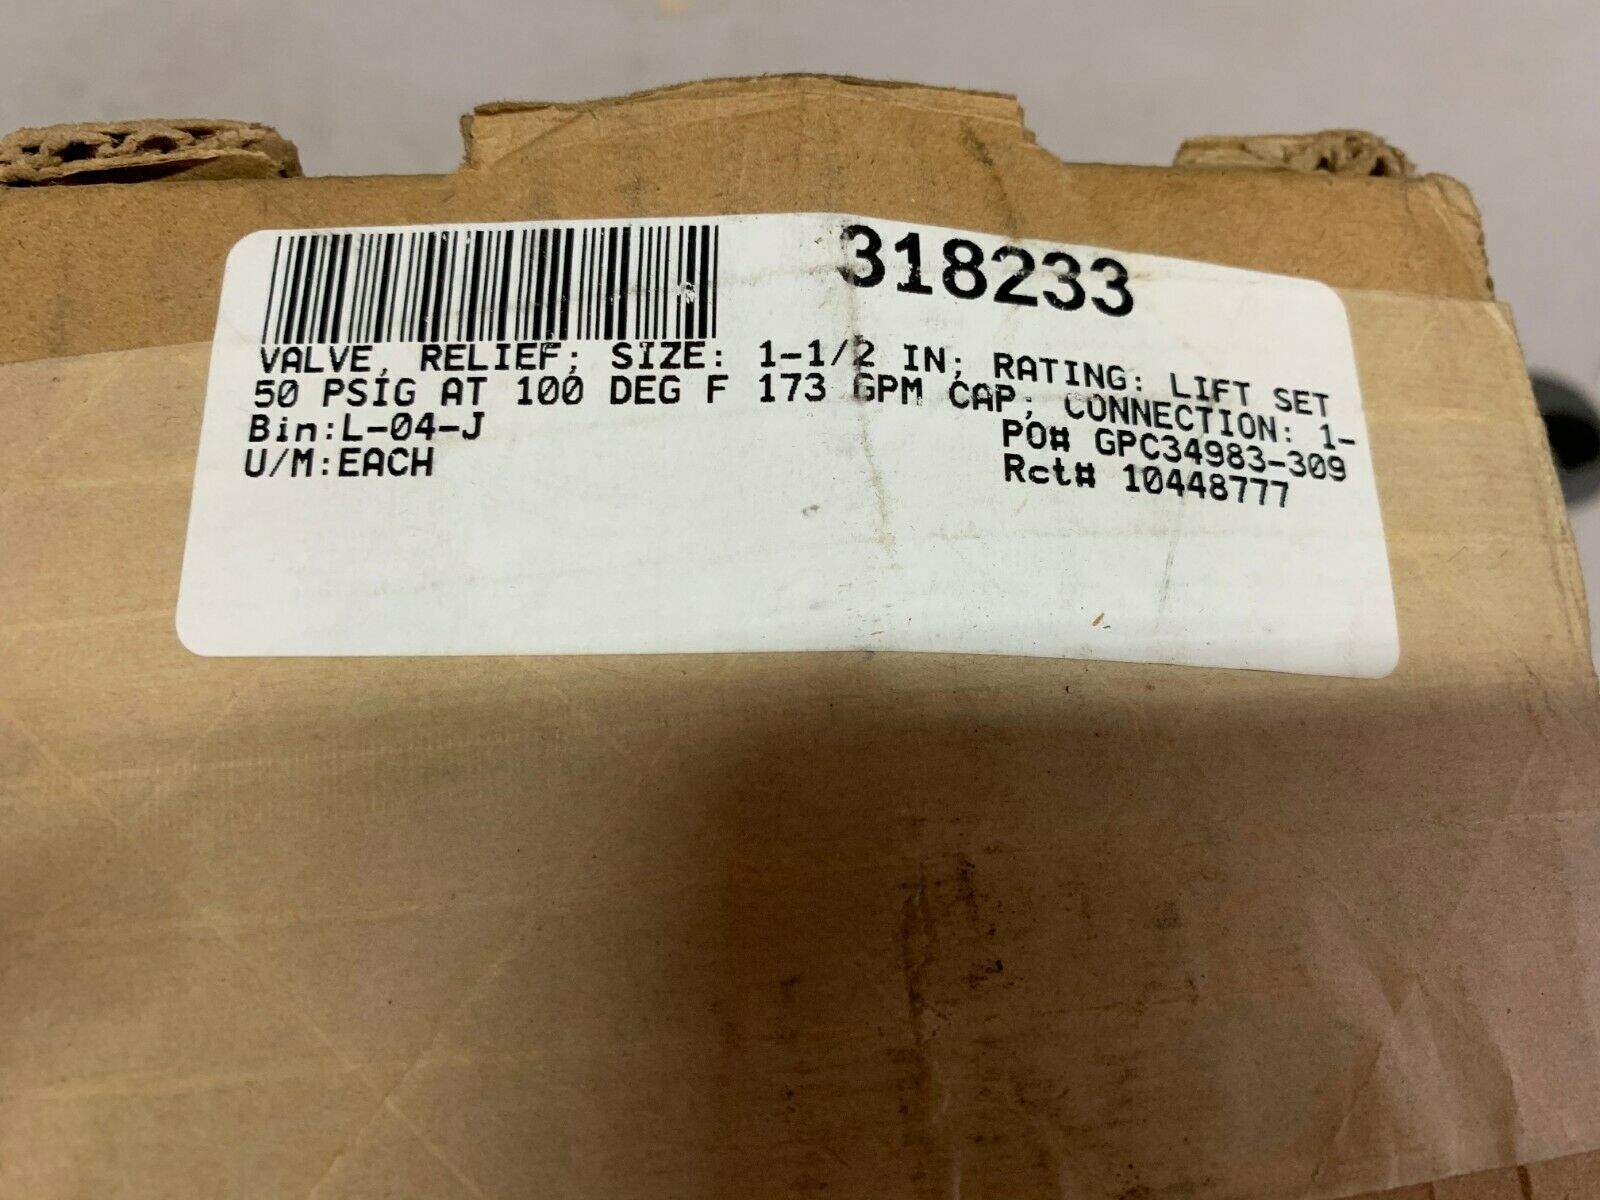 318233
VALVE, RELIEF; SIZE: 1-1/2 IN; RATING: LIFT SET
50 PSIG AT 100 DEG F 173 GPM CAP; CONNECTION: 1-
Bin:L-04-J PO# GPC34983-309
U/M:EACH Rct# 10448777